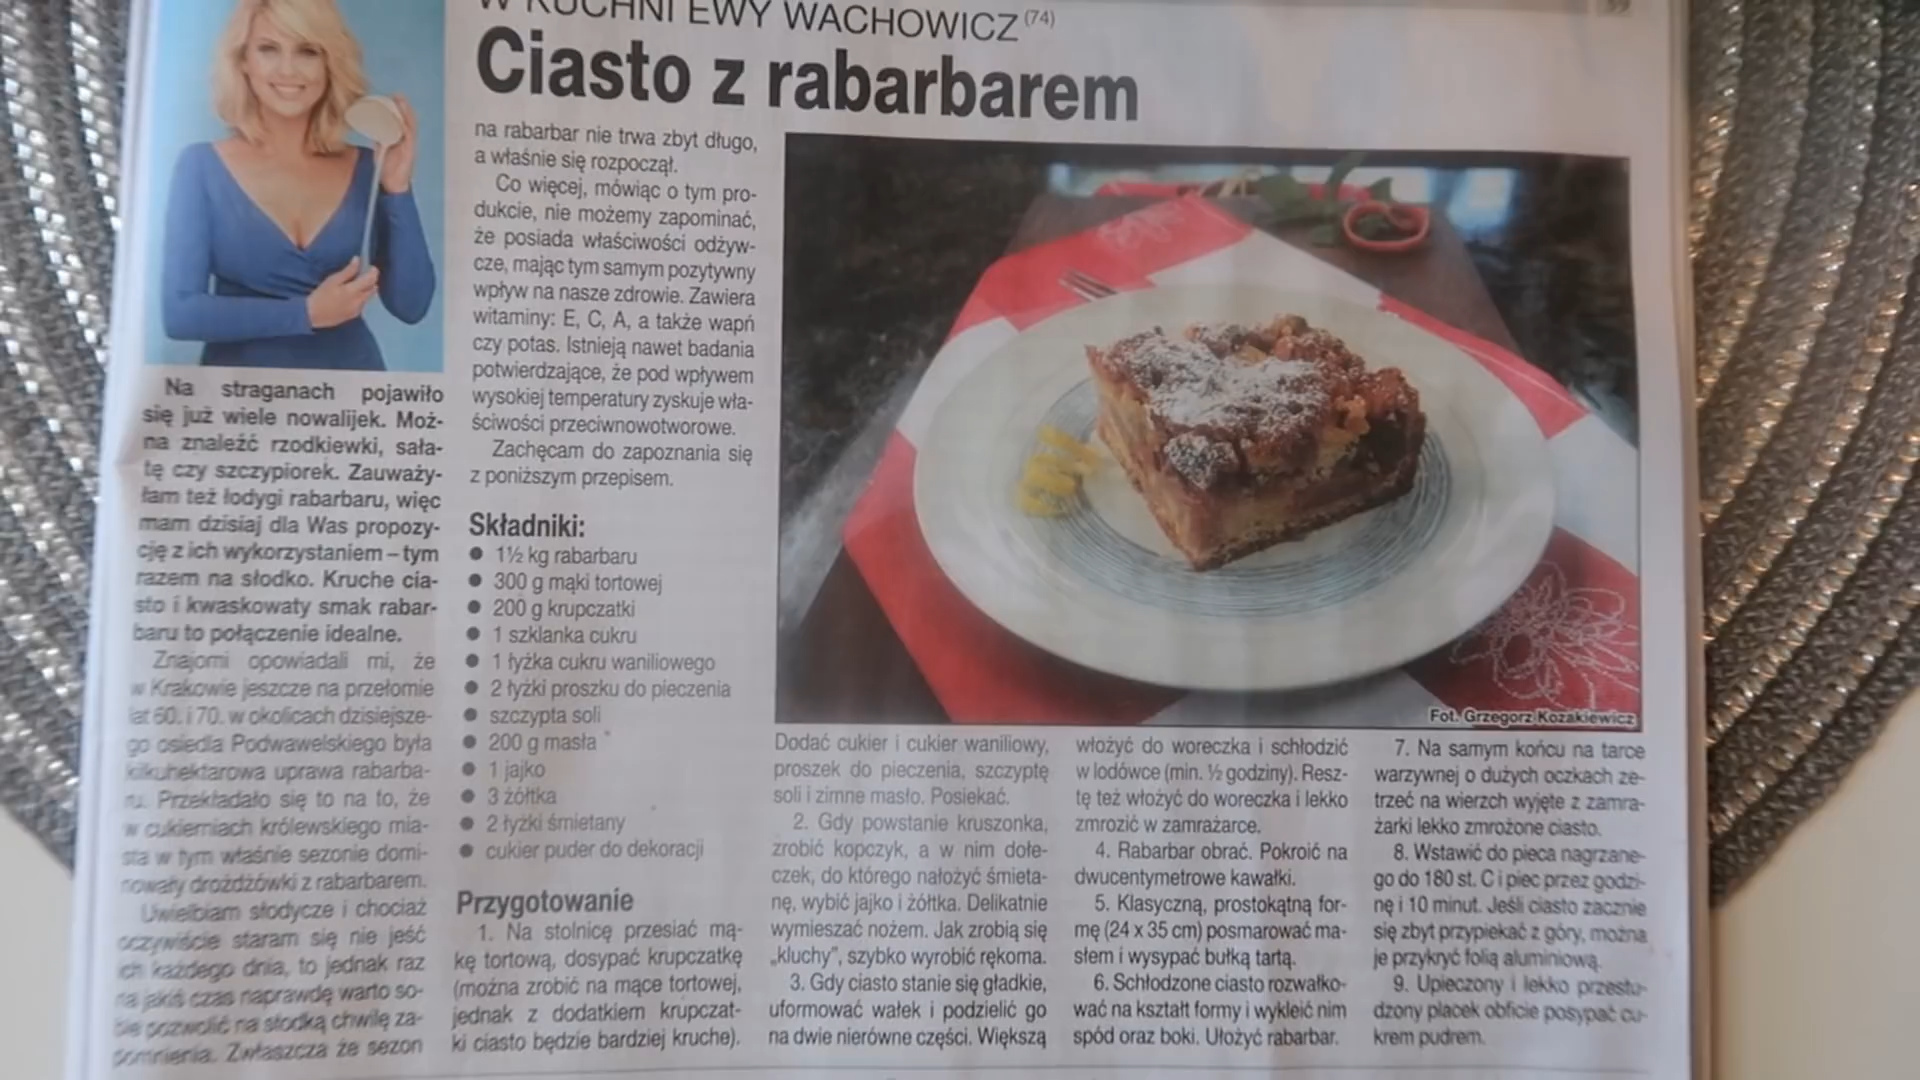 W KUCHNI EWY WACHOWICZ (74)
Ciasto z rabarbarem
Na straganach pojawiło
się już wiele nowalijek. Moż-
na znaleźć rzodkiewki, sała-
tę czy szczypiorek. Zauważy-
łam też łodygi rabarbaru, więc
mam dzisiaj dla Was propozy-
cję z ich wykorzystaniem – tym
razem na słodko. Kruche cia-
sto i kwaskowaty smak rabar-
baru to połączenie idealne.
Znajomi opowiadali mi, że
w Krakowie jeszcze na przełomie
lat 60. i 70. w okolicach dzisiejsze-
go osiedla Podwawelskiego była
kilkuhektarowa uprawa rabarba-
ru. Przekładało się to na to, że
w cukierniach królewskiego mia-
sta w tym właśnie sezonie domi-
nowały drożdżówki z rabarbarem.
Uwielbiam słodycze i chociaż
oczywiście staram się nie jeść
ich każdego dnia, to jednak raz
na jakiś czas naprawdę warto so-
bie pozwolić na słodką chwilę za-
pomnienia. Zwłaszcza że sezon
na rabarbar nie trwa zbyt długo,
a właśnie się rozpoczął.
Co więcej, mówiąc o tym pro-
dukcie, nie możemy zapominać,
że posiada właściwości odżyw-
cze, mając tym samym pozytywny
wpływ na nasze zdrowie. Zawiera
witaminy: E, C, A, a także wapń
czy potas. Istnieją nawet badania
potwierdzające, że pod wpływem
wysokiej temperatury zyskuje wła-
ściwości przeciwnowotworowe.
Zachęcam do zapoznania się
z poniższym przepisem.
Składniki:
● 1½ kg rabarbaru
● 300 g mąki tortowej
● 200 g krupczatki
● 1 szklanka cukru
● 1 łyżka cukru waniliowego
● 2 łyżki proszku do pieczenia
● szczypta soli
● 200 g masła
● 1 jajko
● 3 żółtka
● 2 łyżki śmietany
● cukier puder do dekoracji
Przygotowanie
1. Na stolnicę przesiać mą-
kę tortową, dosypać krupczatkę
(można zrobić na mące tortowej,
jednak z dodatkiem krupczat-
ki ciasto będzie bardziej kruche).
Fot. Grzegorz Kozakiewicz
Dodać cukier i cukier waniliowy,
proszek do pieczenia, szczyptę
soli i zimne masło. Posiekać.
2. Gdy powstanie kruszonka,
zrobić kopczyk, a w nim dołe-
czek, do którego nałożyć śmieta-
nę, wybić jajko i żółtka. Delikatnie
wymieszać nożem. Jak zrobią się
„kluchy”, szybko wyrobić rękoma.
3. Gdy ciasto stanie się gładkie,
uformować wałek i podzielić go
na dwie nierówne części. Większą
włożyć do woreczka i schłodzić
w lodówce (min. ½ godziny). Resz-
tę też włożyć do woreczka i lekko
zmrozić w zamrażarce.
4. Rabarbar obrać. Pokroić na
dwucentymetrowe kawałki.
5. Klasyczną, prostokątną for-
mę (24 x 35 cm) posmarować ma-
słem i wysypać bułką tartą.
6. Schłodzone ciasto rozwałko-
wać na kształt formy i wykleić nim
spód oraz boki. Ułożyć rabarbar.
7. Na samym końcu na tarce
warzywnej o dużych oczkach ze-
trzeć na wierzch wyjęte z zamra-
żarki lekko zmrożone ciasto.
8. Wstawić do pieca nagrzane-
go do 180 st. C i piec przez godzi-
nę i 10 minut. Jeśli ciasto zacznie
się zbyt przypiekać z góry, można
je przykryć folią aluminiową.
9. Upieczony i lekko przestu-
dzony placek obficie posypać cu-
krem pudrem.